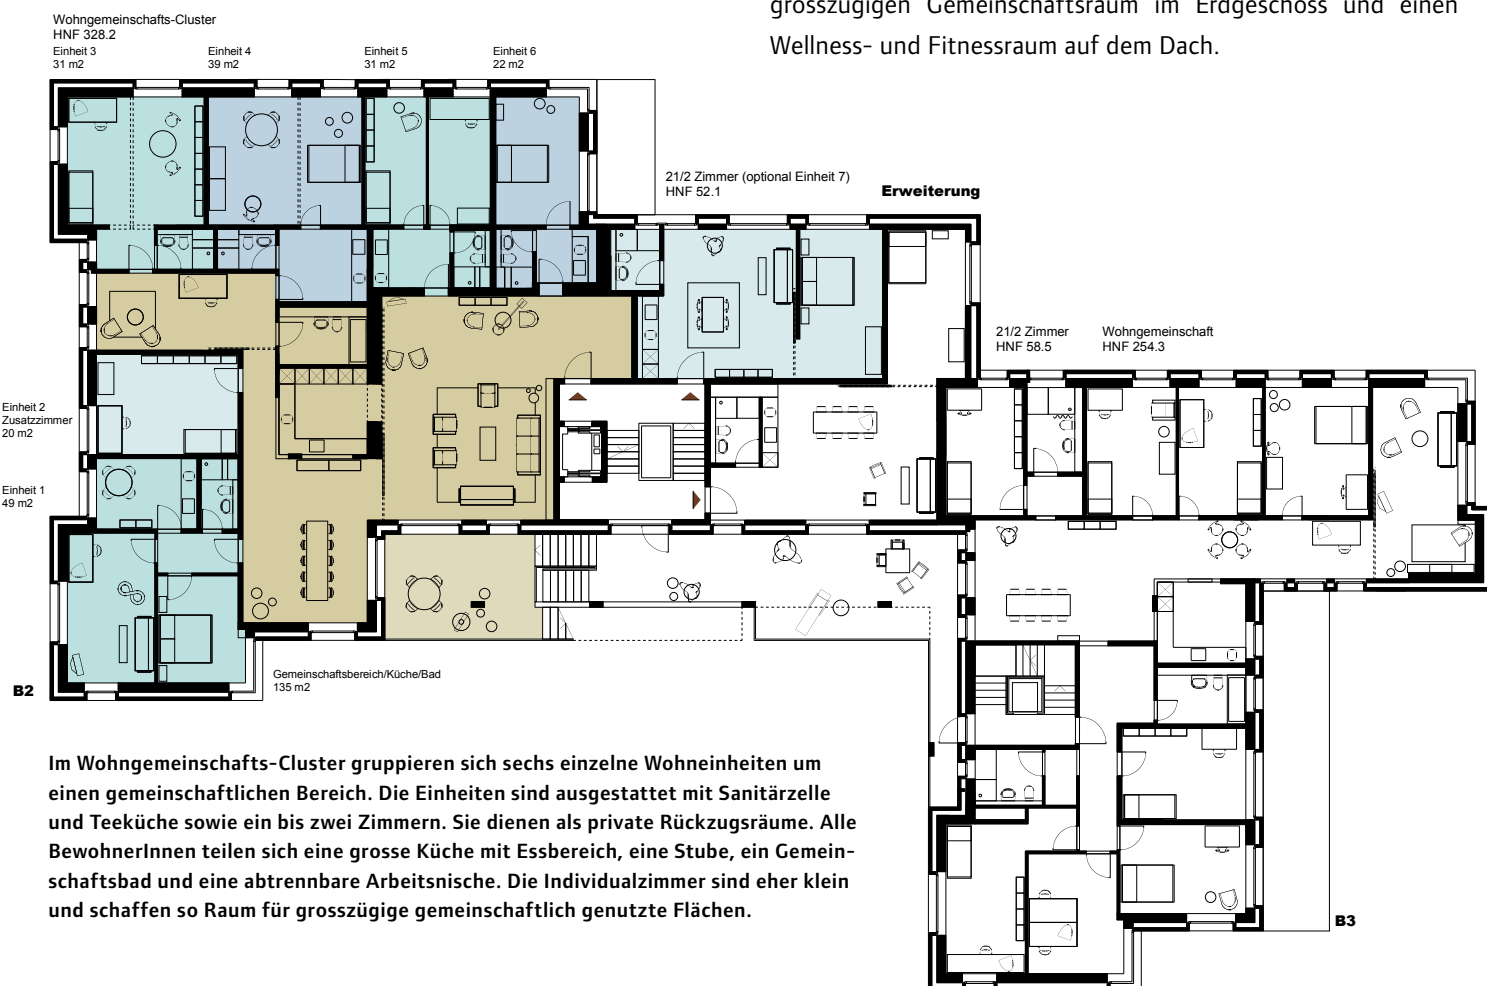 grosszügigen Gemeinschaftsraum im Erdgeschoss und einen
Wellness- und Fitnessraum auf dem Dach.
Wohngemeinschafts-Cluster
HNF 328.2
Einheit 3
31 m2
Einheit 4
39 m2
Einheit 5
31 m2
Einheit 6
22 m2
21/2 Zimmer (optional Einheit 7)
HNF 52.1
Erweiterung
21/2 Zimmer
HNF 58.5
Wohngemeinschaft
HNF 254.3
Einheit 2
Zusatzzimmer
20 m2
Einheit 1
49 m2
Gemeinschaftsbereich/Küche/Bad
135 m2
B2
Im Wohngemeinschafts-Cluster gruppieren sich sechs einzelne Wohneinheiten um
einen gemeinschaftlichen Bereich. Die Einheiten sind ausgestattet mit Sanitärzelle
und Teeküche sowie ein bis zwei Zimmern. Sie dienen als private Rückzugsräume. Alle
BewohnerInnen teilen sich eine grosse Küche mit Essbereich, eine Stube, ein Gemein-
schaftsbad und eine abtrennbare Arbeitsnische. Die Individualzimmer sind eher klein
und schaffen so Raum für grosszügige gemeinschaftlich genutzte Flächen.
B3